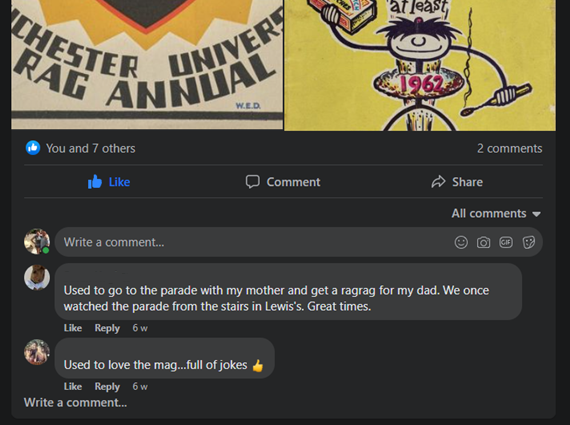 CHESTER UNIVERS
RAG ANNUAL
W.E.D.
at least
1962
You and 7 others
2 comments
Like
Comment
Share
All comments
Write a comment...
GIF
Used to go to the parade with my mother and get a ragrag for my dad. We once
watched the parade from the stairs in Lewis's. Great times.
Like Reply 6 w
Used to love the mag...full of jokes 👍
Like Reply 6 w
Write a comment...